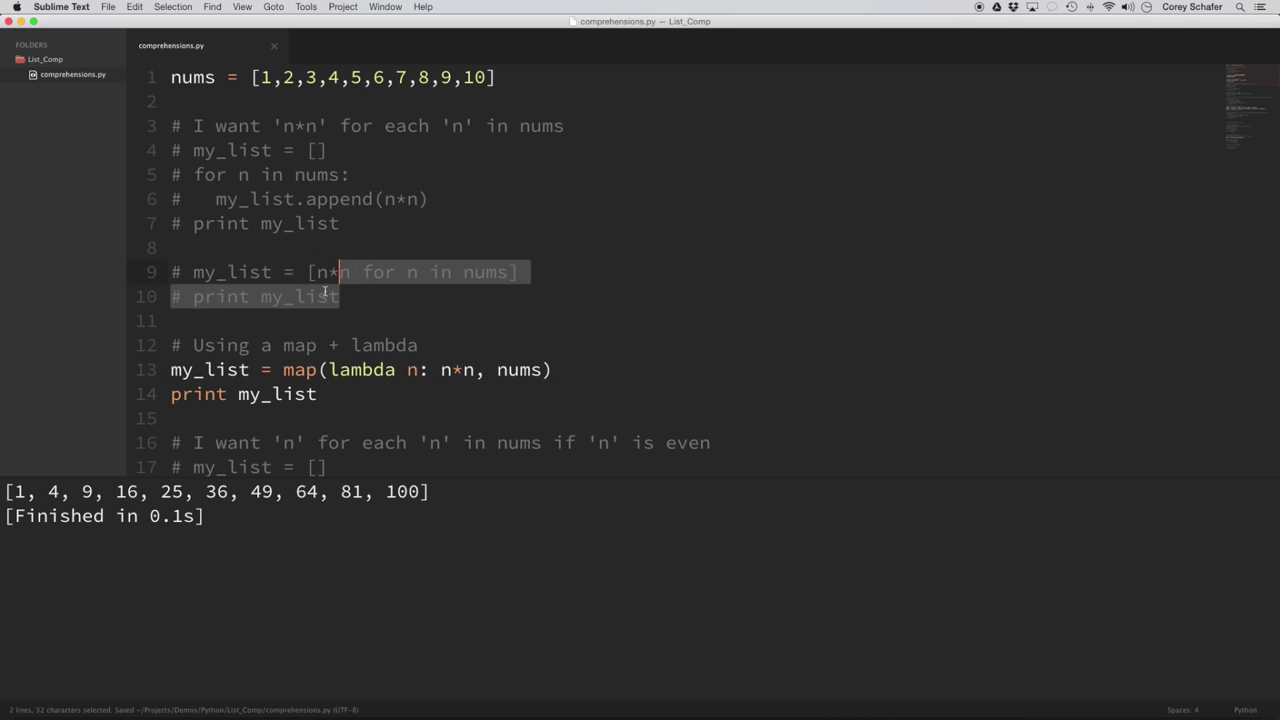 Sublime Text File Edit Selection Find View Goto Tools Project Window Help Corey Schafer
comprehensions.py — List_Comp
FOLDERS
List_Comp
comprehensions.py
comprehensions.py
1 nums = [1,2,3,4,5,6,7,8,9,10]
2
3 # I want 'n*n' for each 'n' in nums
4 # my_list = []
5 # for n in nums:
6 #   my_list.append(n*n)
7 # print my_list
8
9 # my_list = [n*n for n in nums]
10 # print my_list
11
12 # Using a map + lambda
13 my_list = map(lambda n: n*n, nums)
14 print my_list
15
16 # I want 'n' for each 'n' in nums if 'n' is even
17 # my_list = []
[1, 4, 9, 16, 25, 36, 49, 64, 81, 100]
[Finished in 0.1s]
2 lines, 32 characters selected, Saved ~/Projects/Demos/Python/List_Comp/comprehensions.py (UTF-8) Spaces: 4 Python